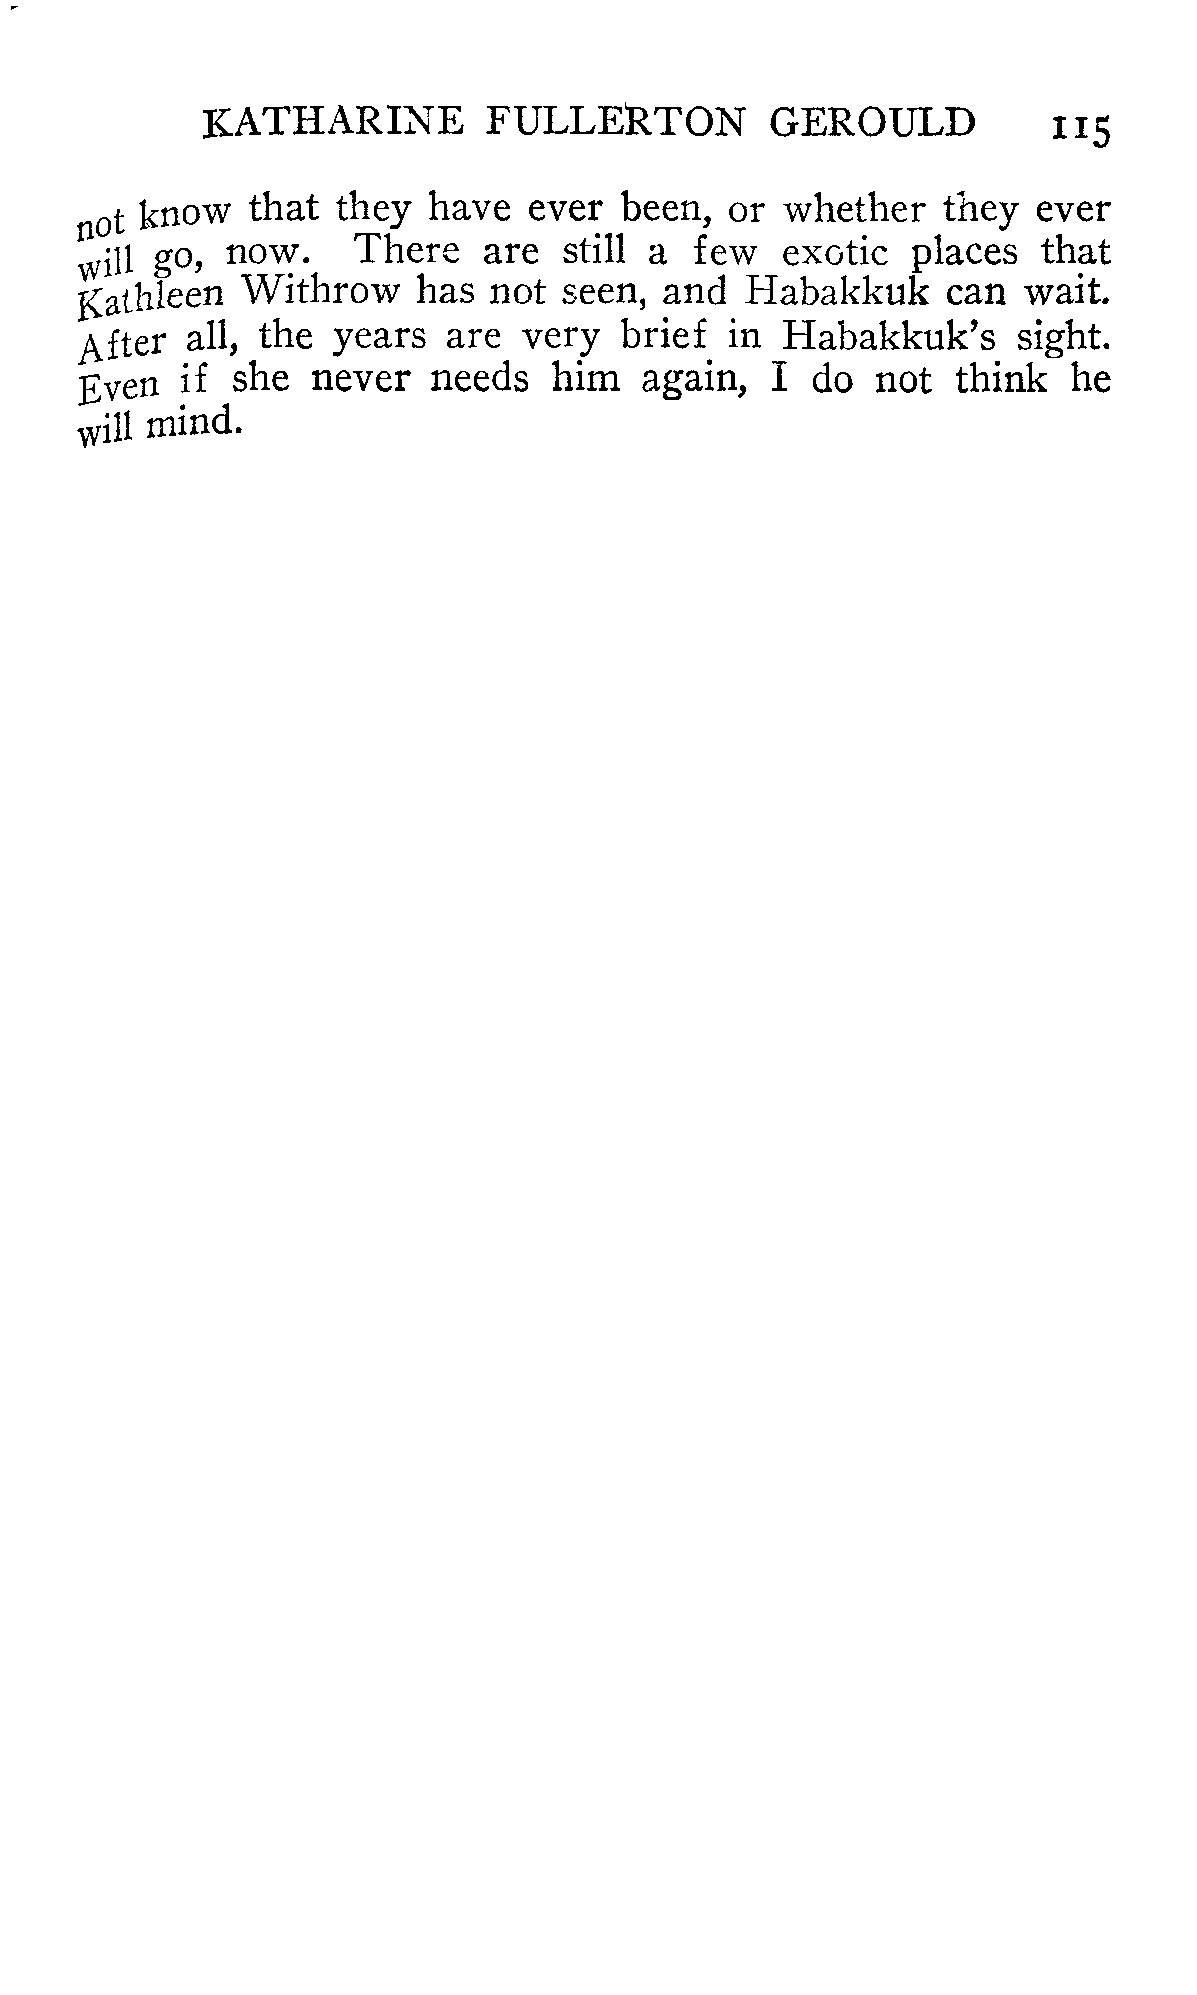 KATHARINE FULLERTON GEROULD 115
not know that they have ever been, or whether they ever
will go, now. There are still a few exotic places that
Kathleen Withrow has not seen, and Habakkuk can wait.
After all, the years are very brief in Habakkuk's sight.
Even if she never needs him again, I do not think he
will mind.